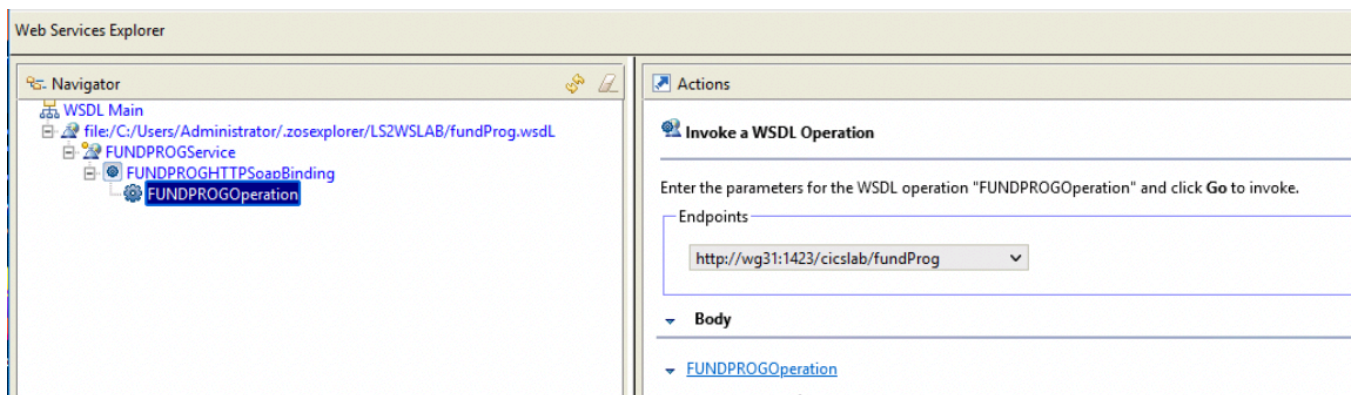 Web Services Explorer
Navigator
WSDL Main
file:/C:/Users/Administrator/.zosexplorer/LS2WSLAB/fundProg.wsdL
FUNDPROGService
FUNDPROGHTTPSoapBinding
FUNDPROGOperation
Actions
Invoke a WSDL Operation
Enter the parameters for the WSDL operation "FUNDPROGOperation" and click Go to invoke.
Endpoints
http://wg31:1423/cicslab/fundProg
Body
FUNDPROGOperation